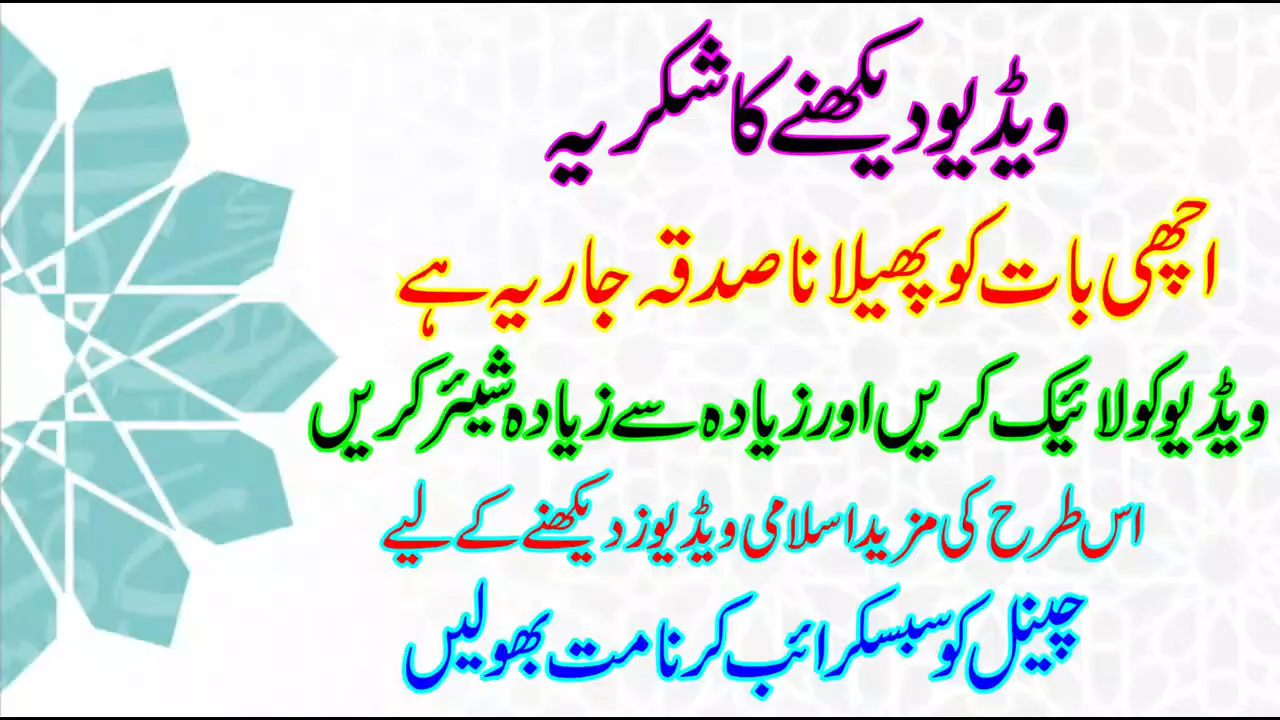 ویڈیو دیکھنے کا شکریہ
اچھی بات کو پھیلانا صدقہ جاریہ ہے
ویڈیو کو لائیک کریں اور زیادہ سے زیادہ شیئر کریں
اس طرح کی مزید اسلامی ویڈیوز دیکھنے کے لیے
چینل کو سبسکرائب کرنا مت بھولیں